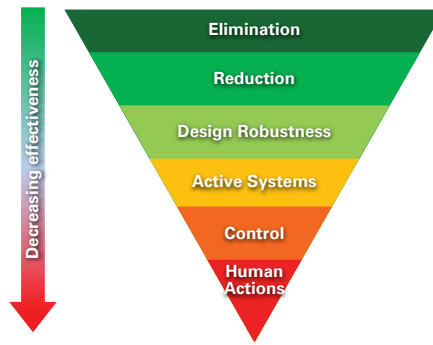 Decreasing effectiveness
Elimination
Reduction
Design Robustness
Active Systems
Control
Human
Actions